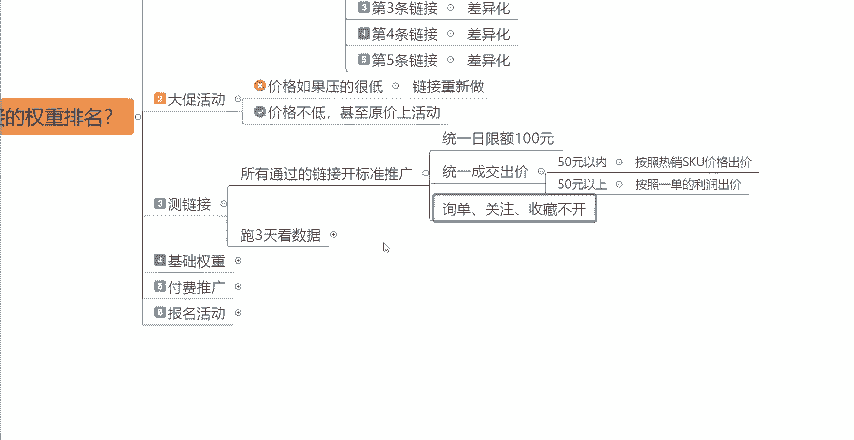 3 第3条链接 差异化
4 第4条链接 差异化
5 第5条链接 差异化
2 大促活动
价格如果压的很低 链接重新做
价格不低，甚至原价上活动
的权重排名？
3 测链接
所有通过的链接开标准推广
统一日限额100元
统一成交出价
50元以内 按照热销SKU价格出价
50元以上 按照一单的利润出价
询单、关注、收藏不开
跑3天看数据
4 基础权重
5 付费推广
6 报名活动